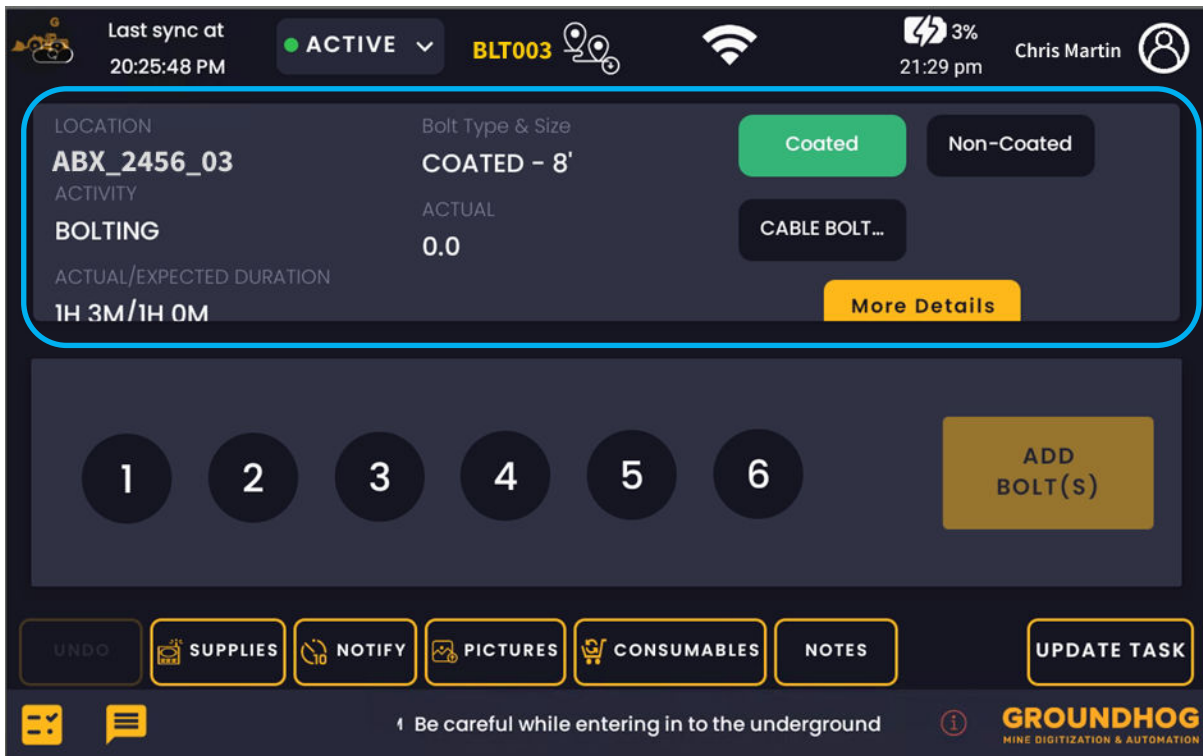 G
Last sync at
20:25:48 PM
ACTIVE
BLT003
3%
21:29 pm
Chris Martin
LOCATION
ABX_2456_03
ACTIVITY
BOLTING
ACTUAL/EXPECTED DURATION
1H 3M/1H 0M
Bolt Type & Size
COATED - 8'
ACTUAL
0.0
Coated
Non-Coated
CABLE BOLT...
More Details
1 2 3 4 5 6
ADD
BOLT(S)
UNDO
SUPPLIES
10
NOTIFY
PICTURES
CONSUMABLES
NOTES
UPDATE TASK
Be careful while entering in to the underground
i
GROUNDHOG
MINE DIGITIZATION & AUTOMATION